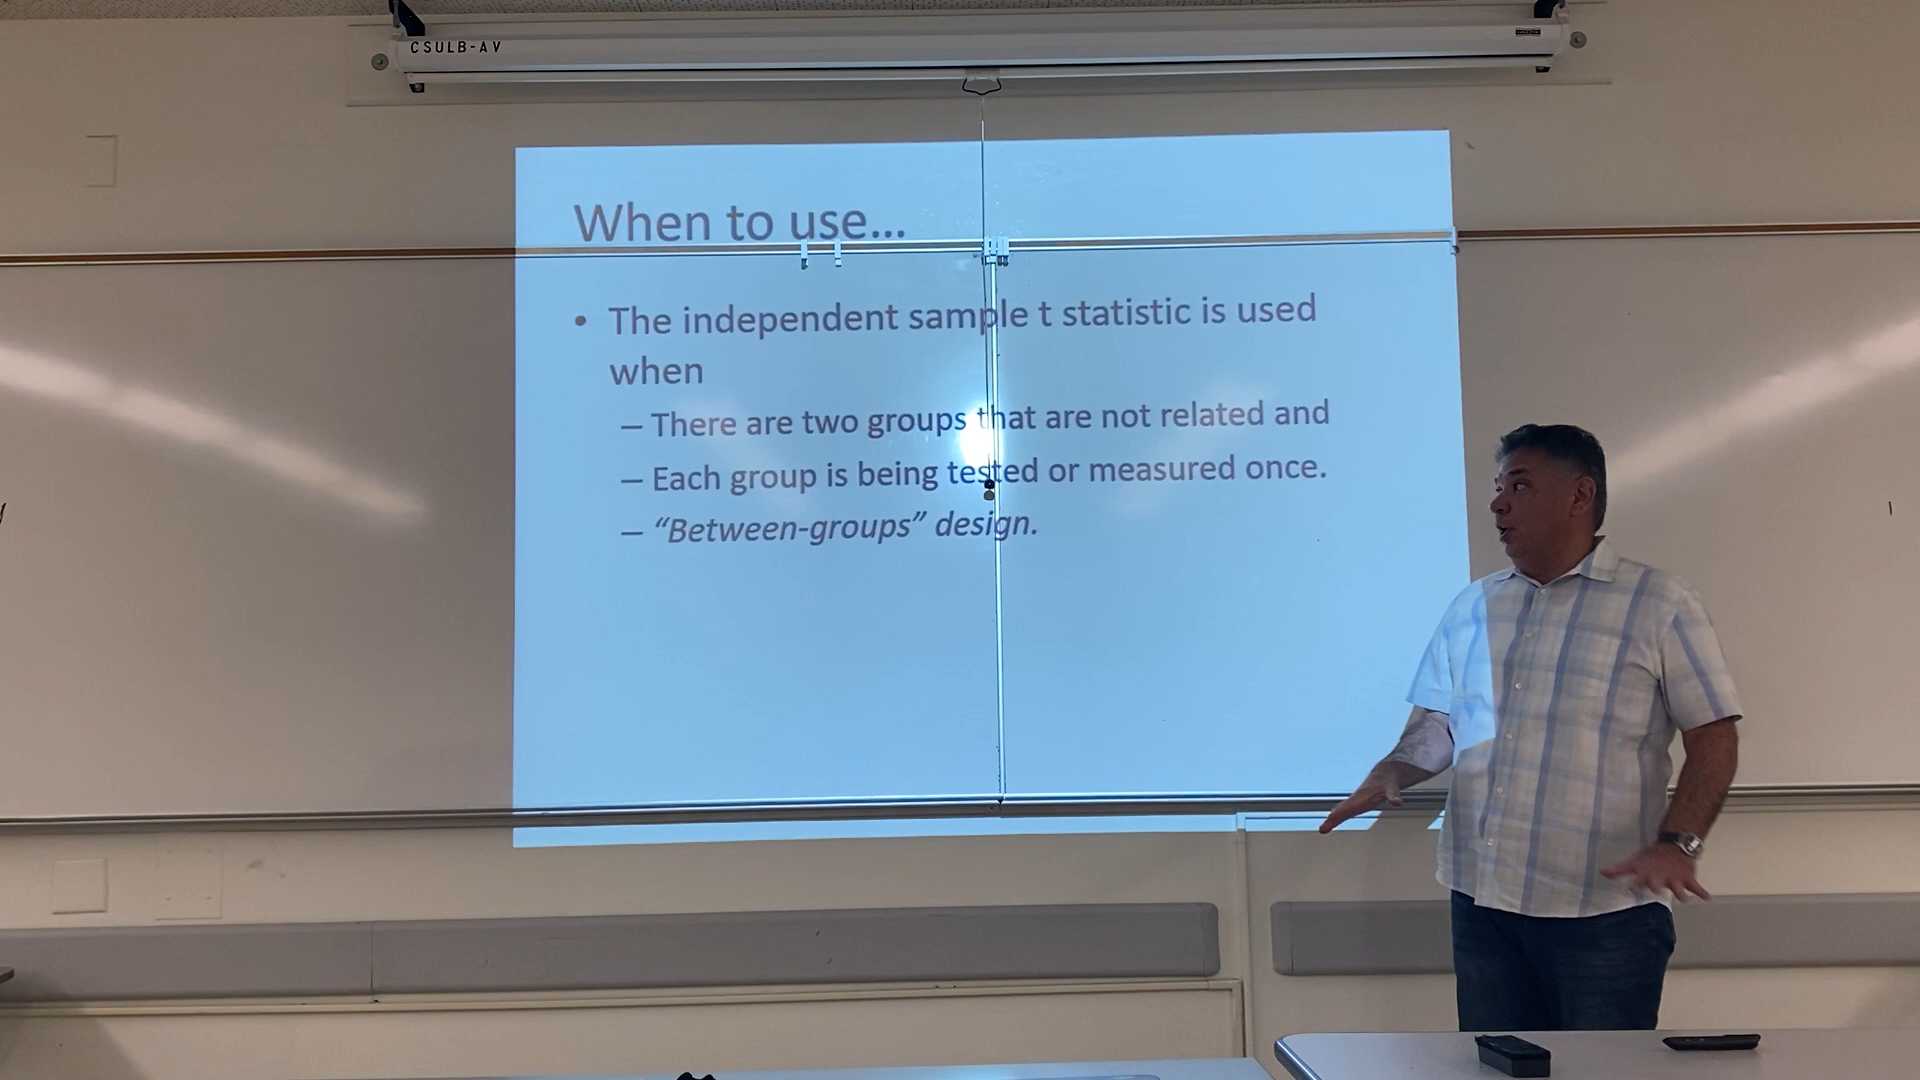 CSULB-AV
When to use...
• The independent sample t statistic is used
when
– There are two groups that are not related and
– Each group is being tested or measured once.
– “Between-groups” design.